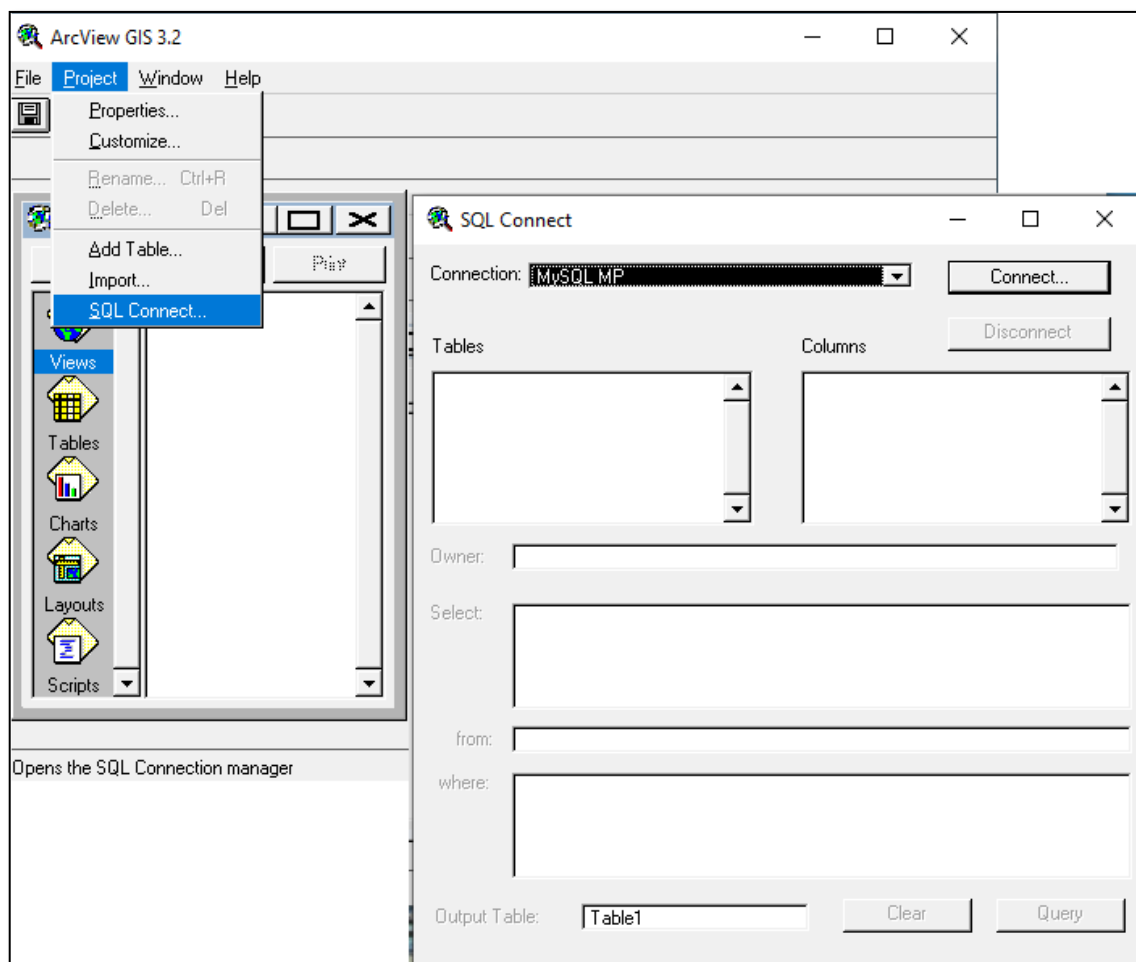 ArcView GIS 3.2
File Project Window Help
Properties...
Customize...
Rename... Ctrl+R
Delete... Del
Add Table...
Import...
SQL Connect...
Print
Views
Tables
Charts
Layouts
Scripts
Opens the SQL Connection manager
SQL Connect
Connection: MySQL MP
Connect...
Disconnect
Tables
Columns
Owner:
Select:
from:
where:
Output Table: Table1
Clear
Query